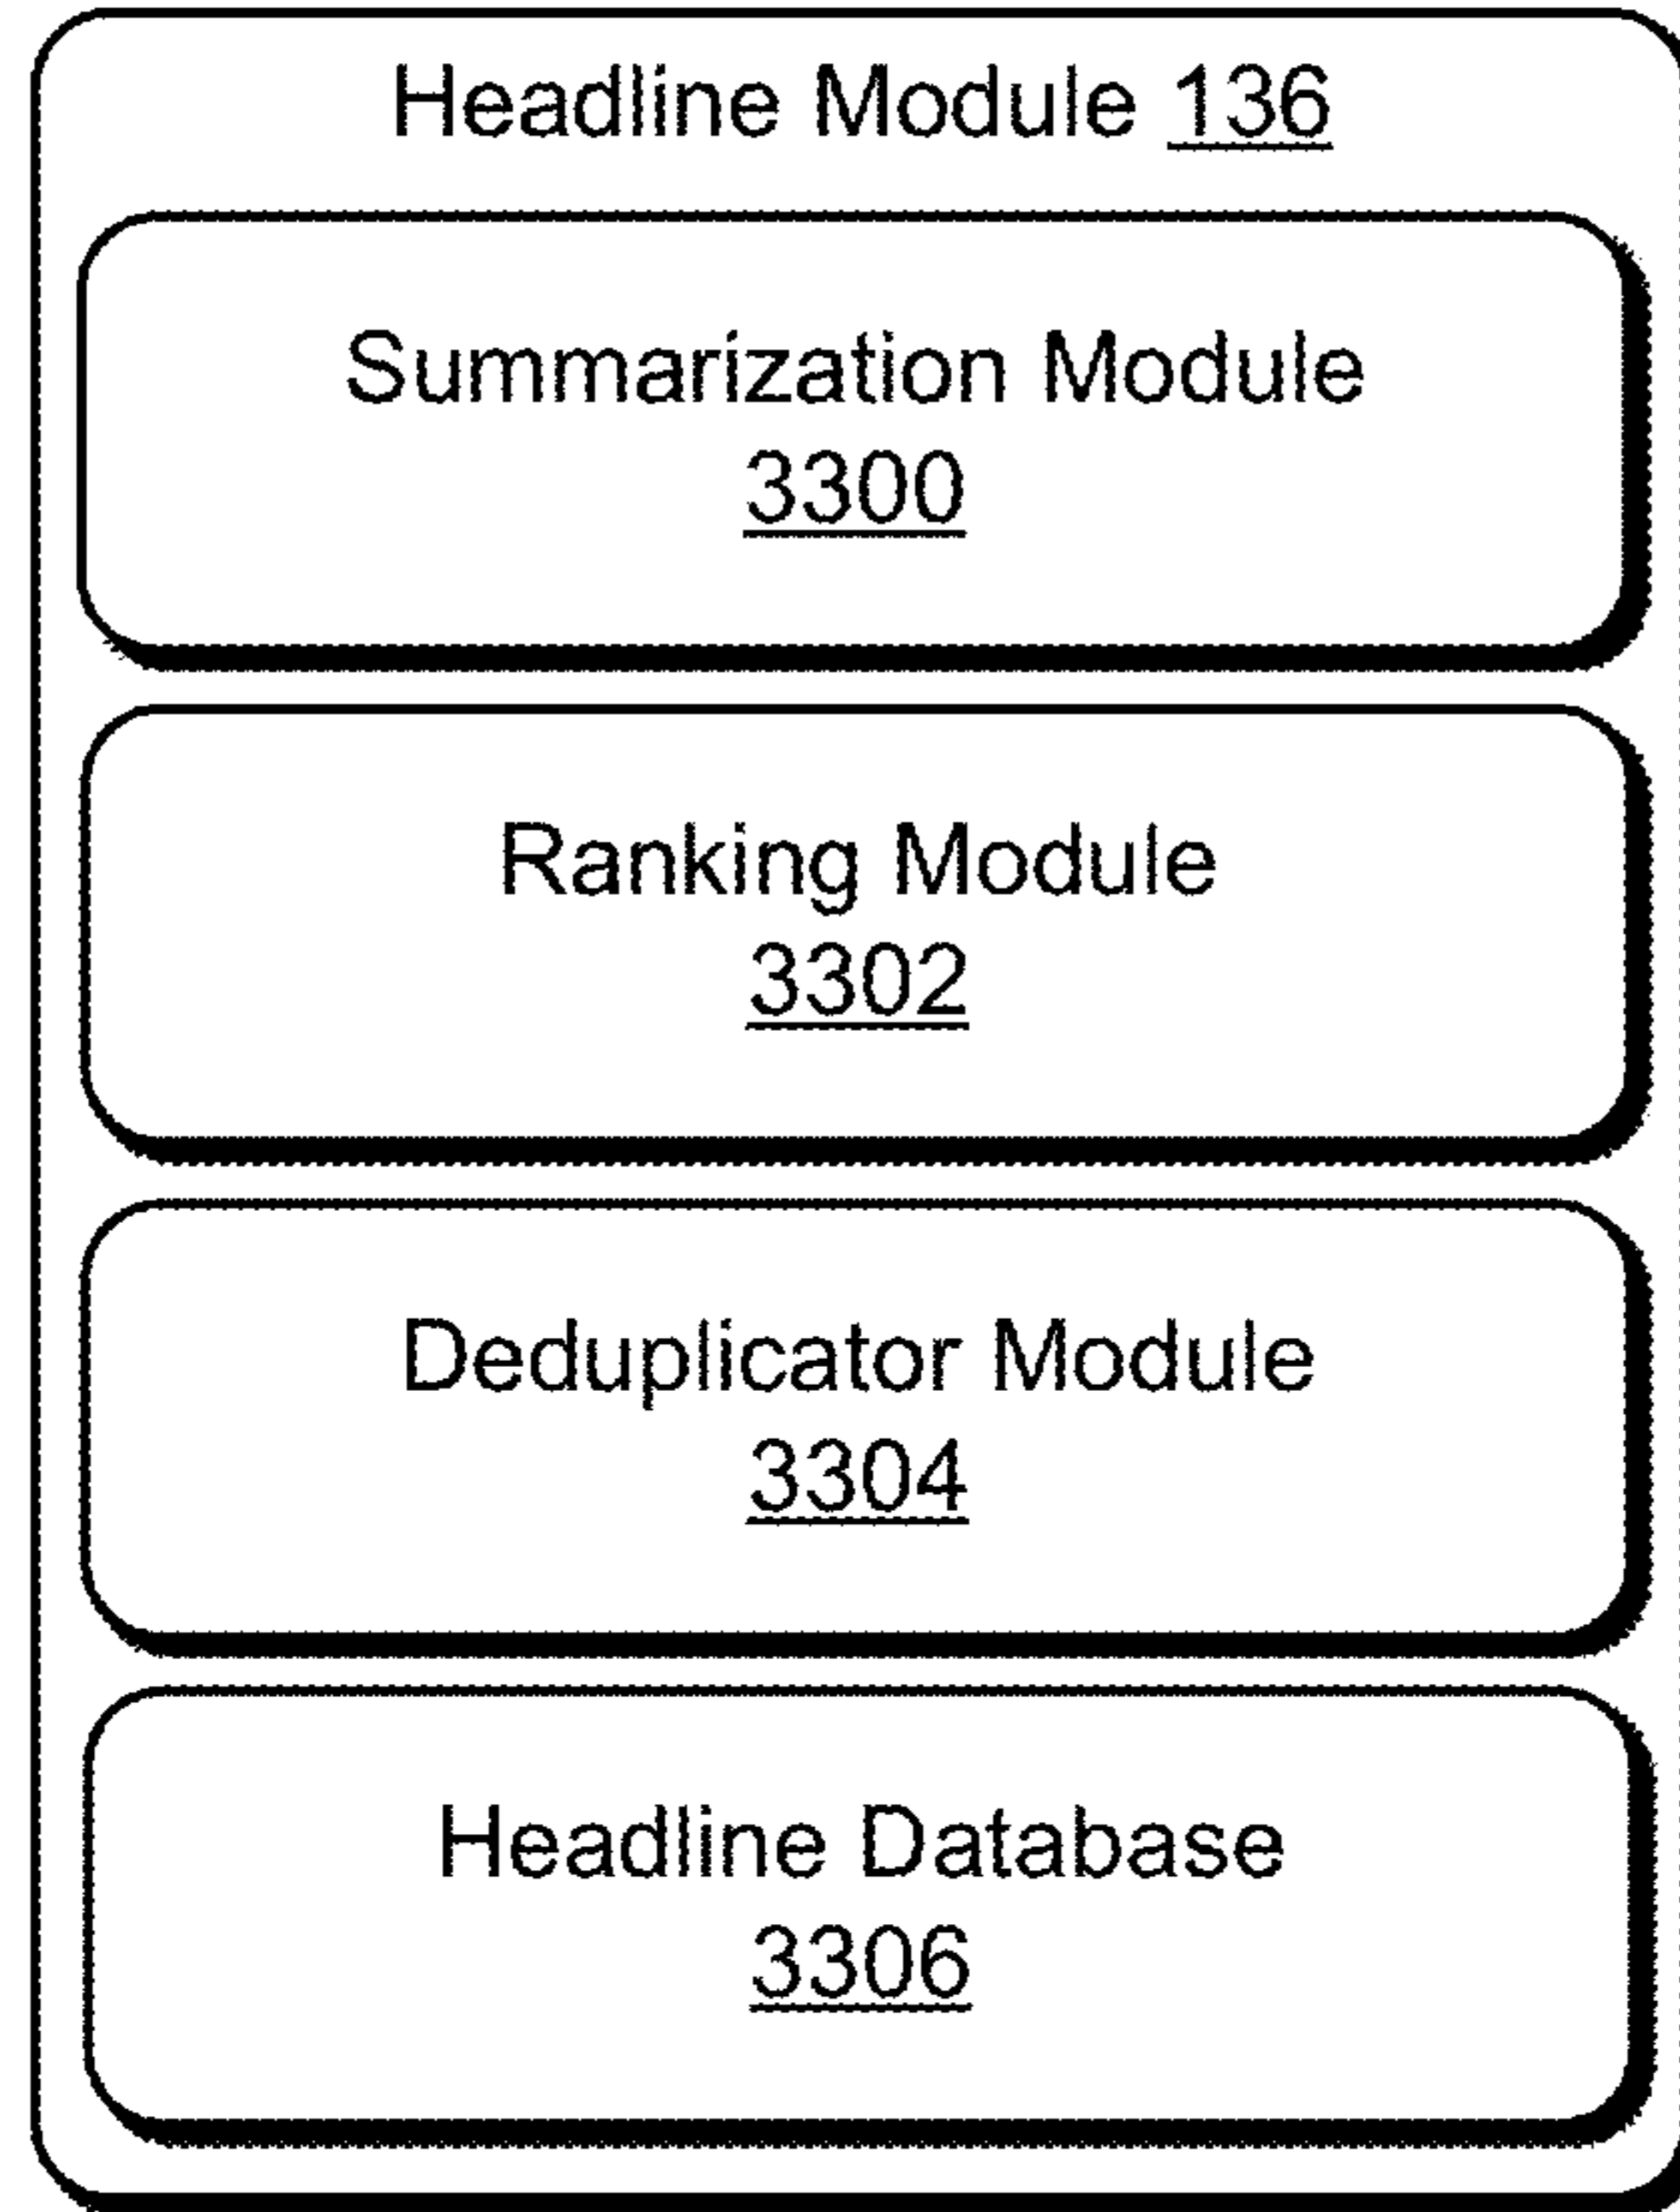 Headline Module 136
Summarization Module
3300
Ranking Module
3302
Deduplicator Module
3304
Headline Database
3306